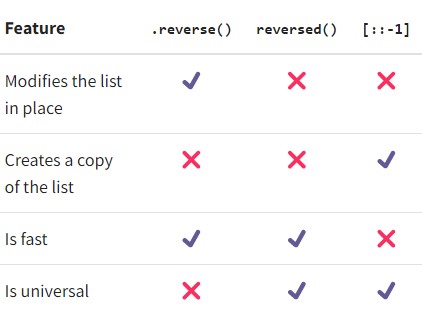 Feature .reverse() reversed() [::-1]
Modifies the list
in place
Creates a copy
of the list
Is fast
Is universal